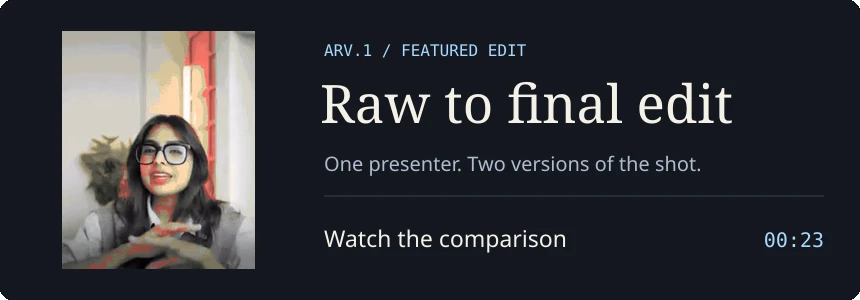 ARV.1 / FEATURED EDIT
Raw to final edit
One presenter. Two versions of the shot.
Watch the comparison
00:23